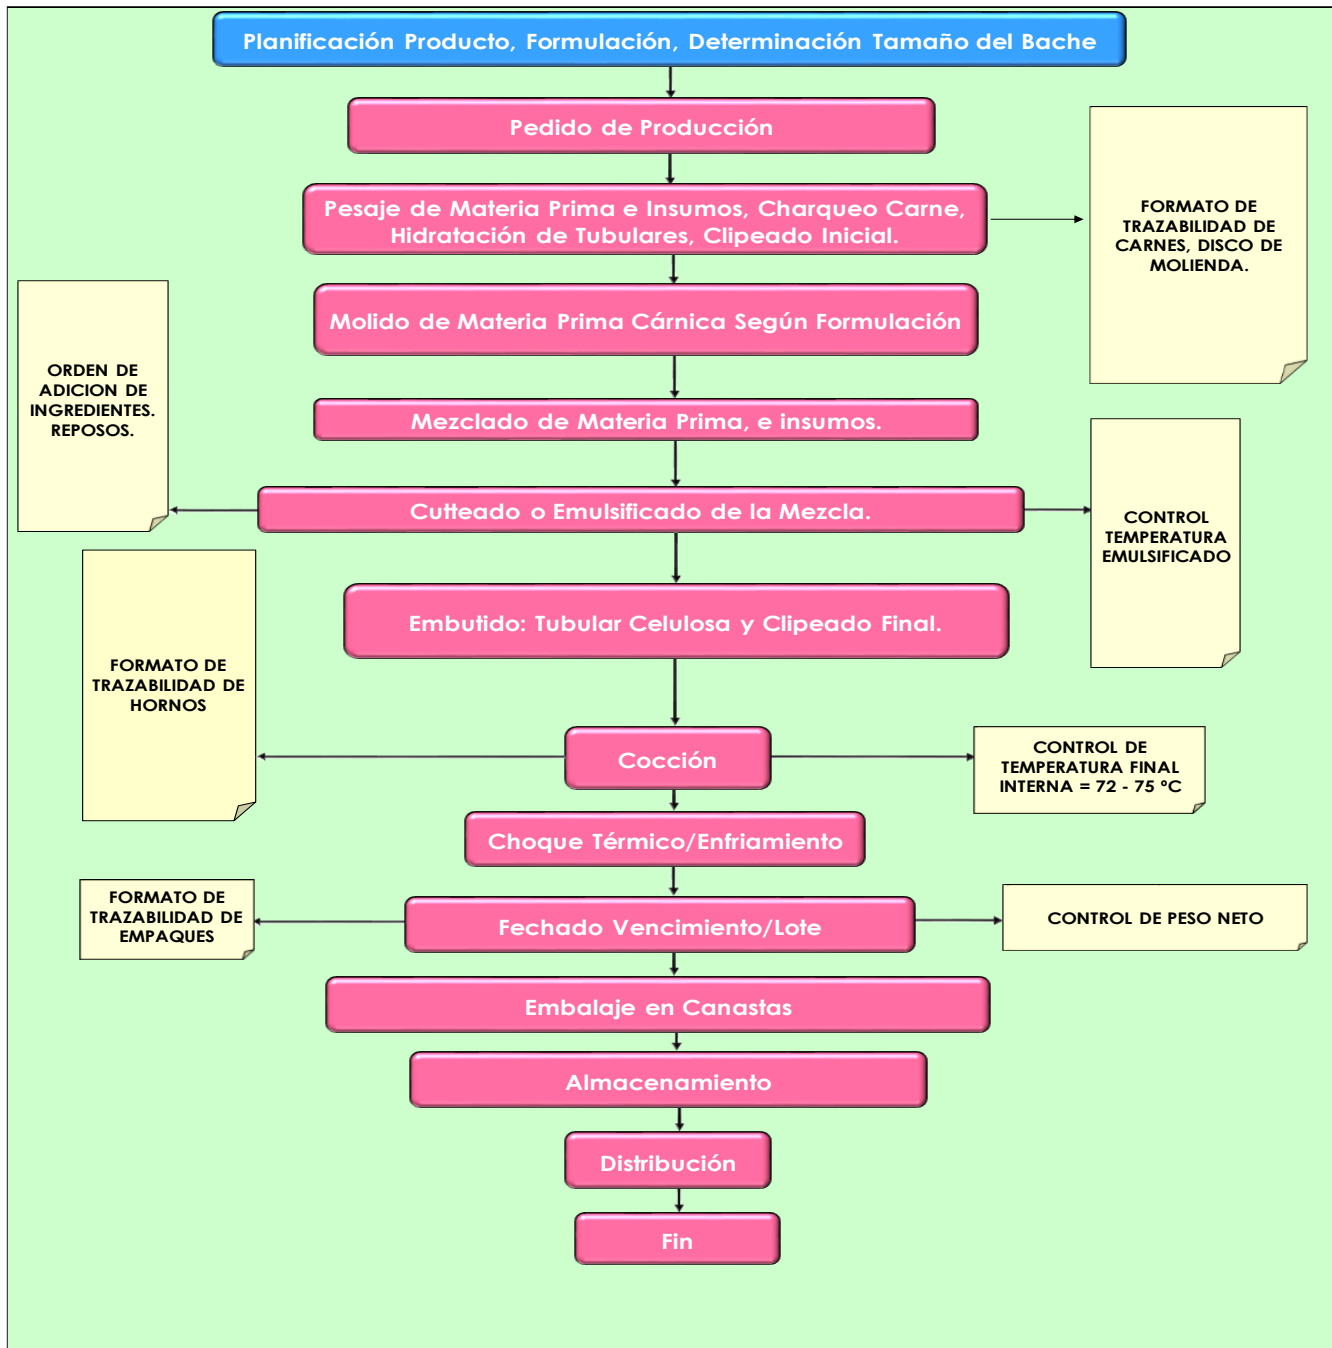 Planificación Producto, Formulación, Determinación Tamaño del Bache
Pedido de Producción
Pesaje de Materia Prima e Insumos, Charqueo Carne,
Hidratación de Tubulares, Clipeado Inicial.
FORMATO DE
TRAZABILIDAD DE
CARNES, DISCO DE
MOLIENDA.
Molido de Materia Prima Cárnica Según Formulación
ORDEN DE
ADICION DE
INGREDIENTES.
REPOSOS.
Mezclado de Materia Prima, e insumos.
Cutteado o Emulsificado de la Mezcla.
CONTROL
TEMPERATURA
EMULSIFICADO
Embutido: Tubular Celulosa y Clipeado Final.
FORMATO DE
TRAZABILIDAD DE
HORNOS
Cocción
CONTROL DE
TEMPERATURA FINAL
INTERNA = 72 - 75 ºC
Choque Térmico/Enfriamiento
FORMATO DE
TRAZABILIDAD DE
EMPAQUES
Fechado Vencimiento/Lote
CONTROL DE PESO NETO
Embalaje en Canastas
Almacenamiento
Distribución
Fin